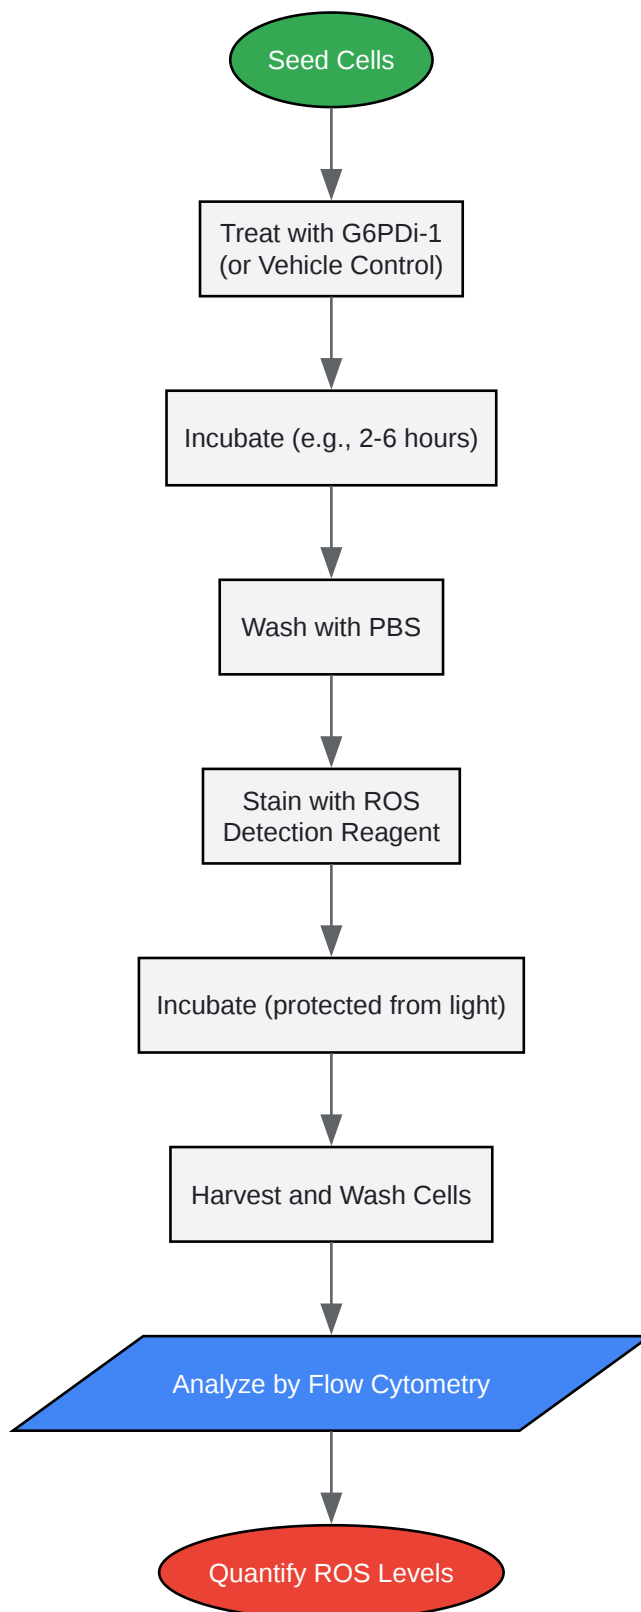 Seed Cells
Treat with G6PDi-1
(or Vehicle Control)
Incubate (e.g., 2-6 hours)
Wash with PBS
Stain with ROS
Detection Reagent
Incubate (protected from light)
Harvest and Wash Cells
Analyze by Flow Cytometry
Quantify ROS Levels